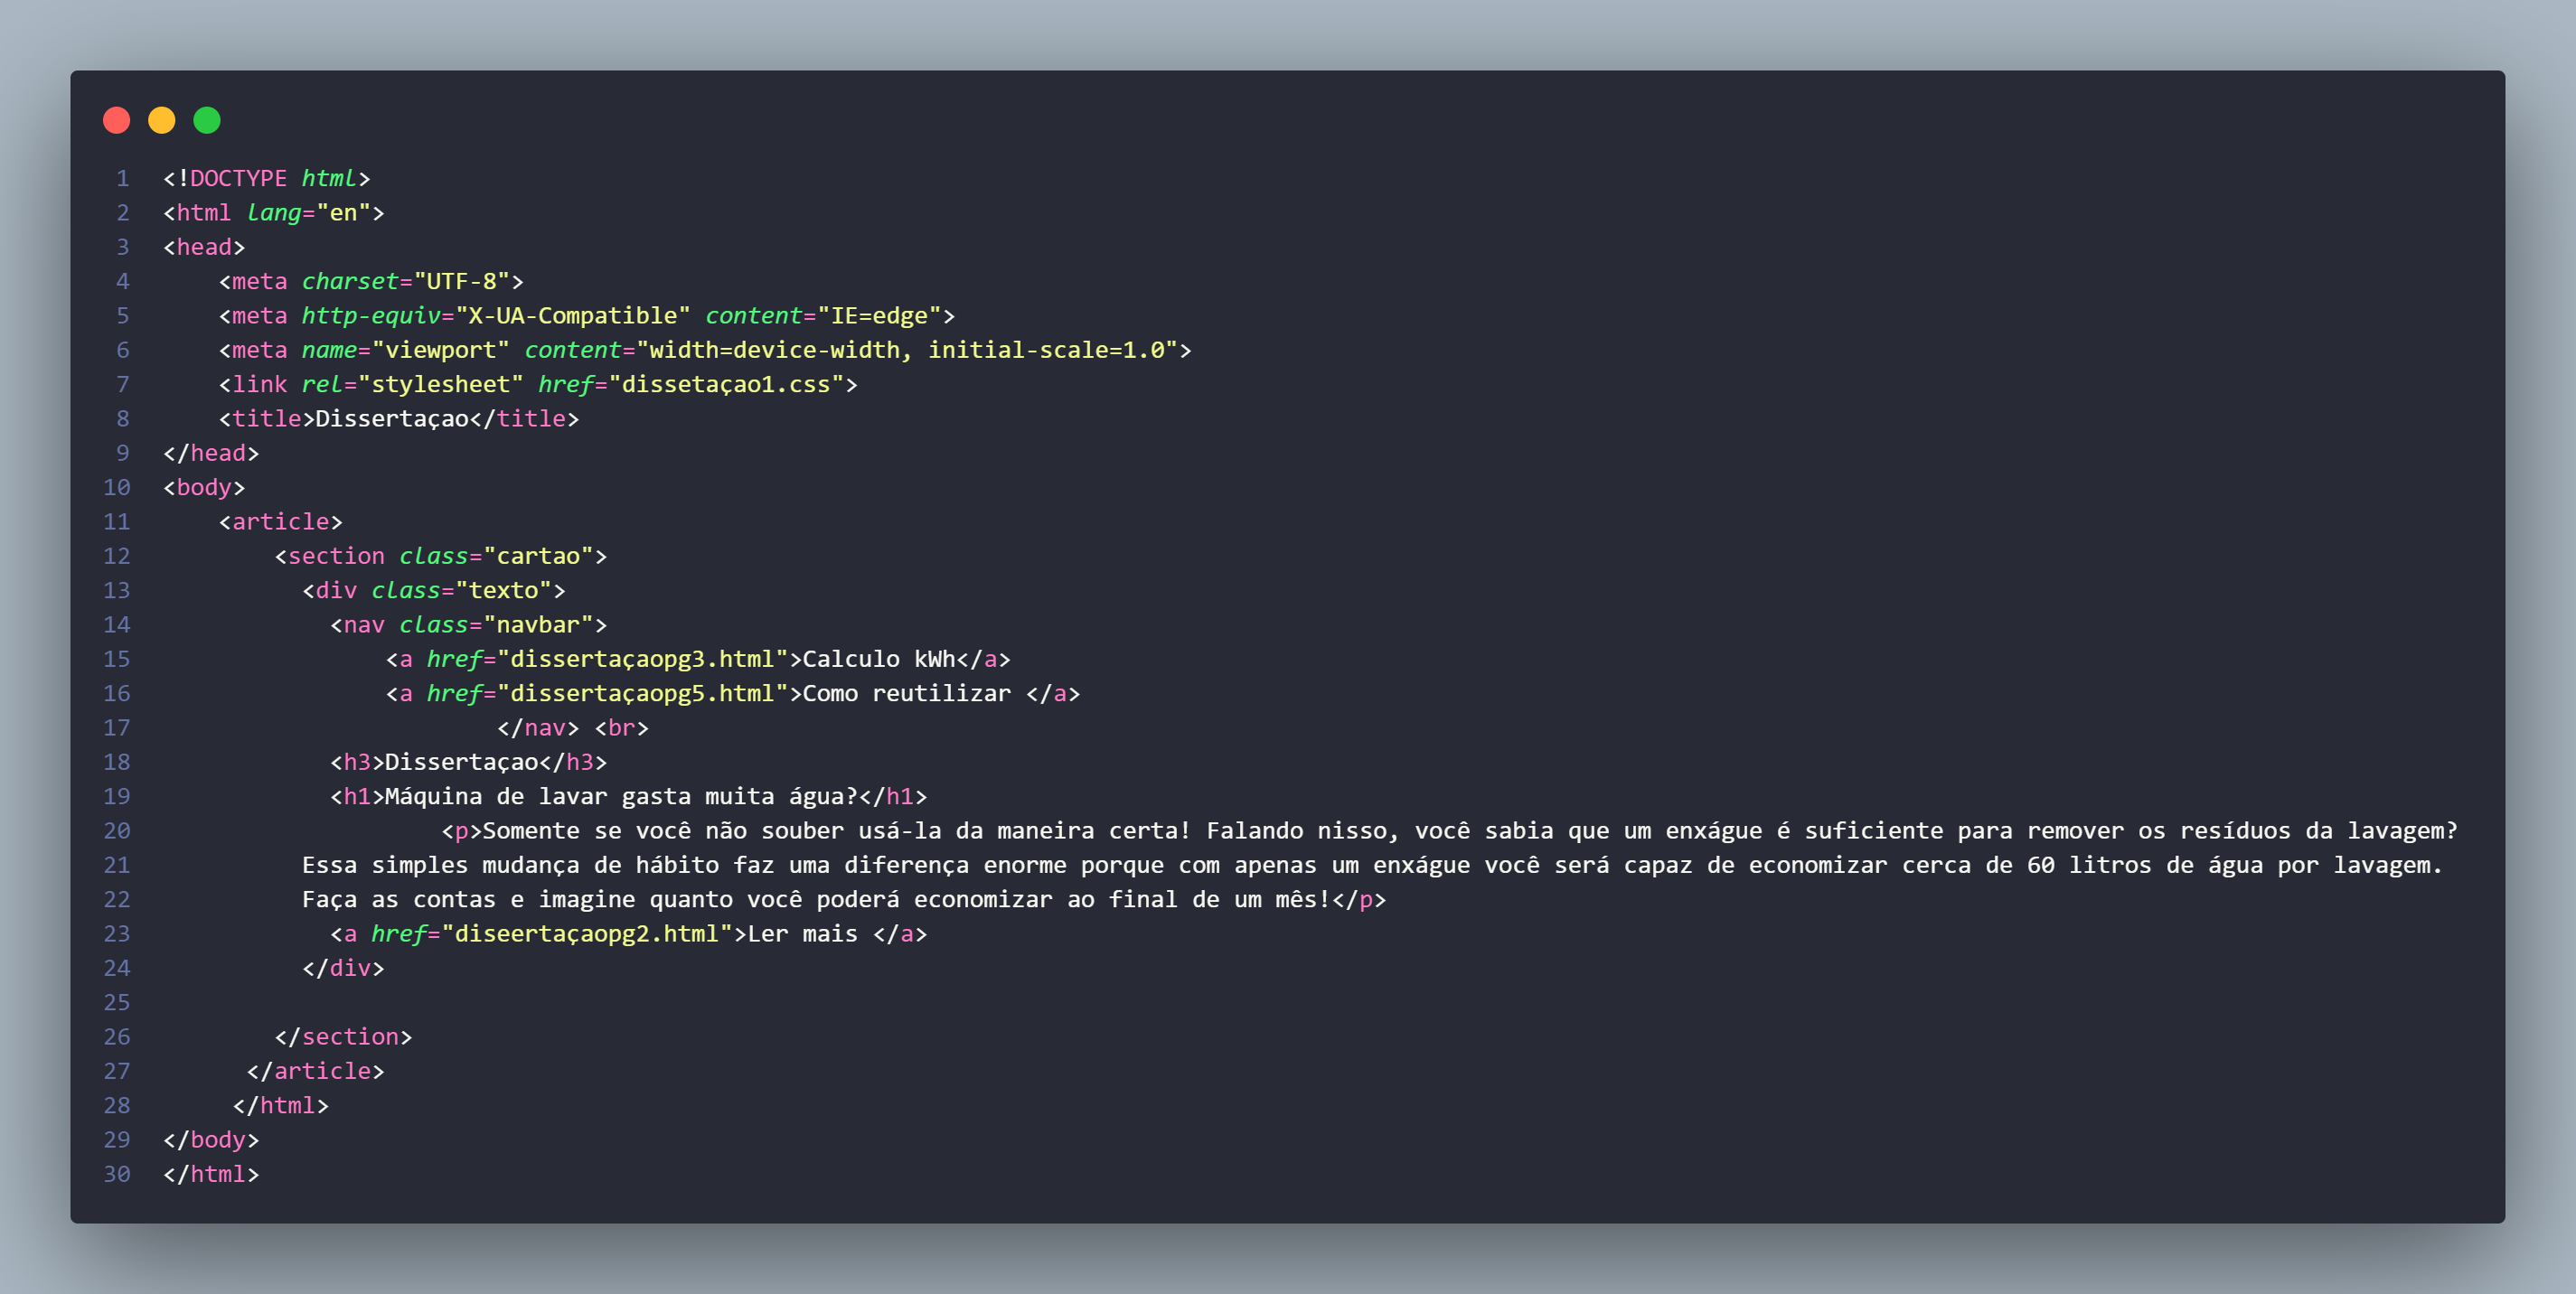 1 <!DOCTYPE html>
2 <html lang="en">
3 <head>
4     <meta charset="UTF-8">
5     <meta http-equiv="X-UA-Compatible" content="IE=edge">
6     <meta name="viewport" content="width=device-width, initial-scale=1.0">
7     <link rel="stylesheet" href="dissetaçao1.css">
8     <title>Dissertaçao</title>
9 </head>
10 <body>
11     <article>
12         <section class="cartao">
13           <div class="texto">
14             <nav class="navbar">
15                 <a href="dissertaçaopg3.html">Calculo kWh</a>
16                 <a href="dissertaçaopg5.html">Como reutilizar </a>
17                         </nav> <br>
18             <h3>Dissertaçao</h3>
19             <h1>Máquina de lavar gasta muita água?</h1>
20                     <p>Somente se você não souber usá-la da maneira certa! Falando nisso, você sabia que um enxágue é suficiente para remover os resíduos da lavagem?
21           Essa simples mudança de hábito faz uma diferença enorme porque com apenas um enxágue você será capaz de economizar cerca de 60 litros de água por lavagem.
22           Faça as contas e imagine quanto você poderá economizar ao final de um mês!</p>
23             <a href="diseertaçaopg2.html">Ler mais </a>
24           </div>
25
26         </section>
27       </article>
28      </html>
29 </body>
30 </html>